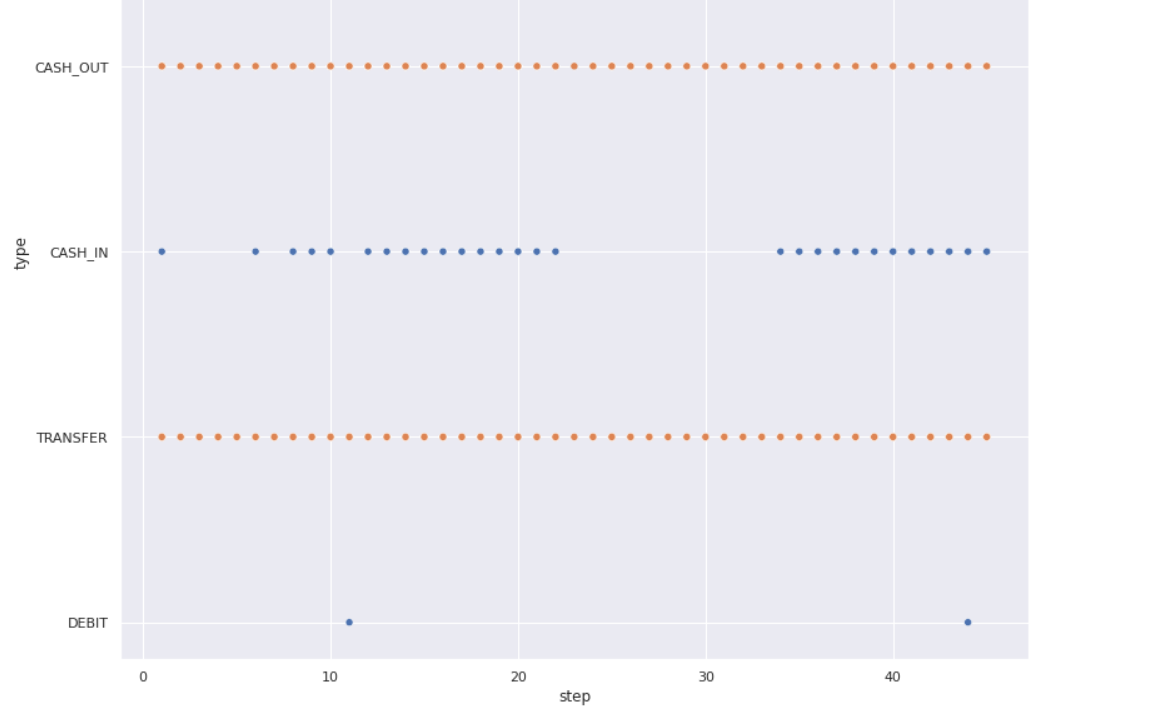 CASH_OUT
CASH_IN
TRANSFER
DEBIT
type
0 10 20 30 40
step